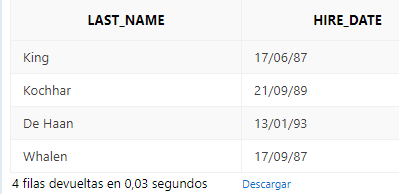 LAST_NAME HIRE_DATE
King 17/06/87
Kochhar 21/09/89
De Haan 13/01/93
Whalen 17/09/87
4 filas devueltas en 0,03 segundos Descargar